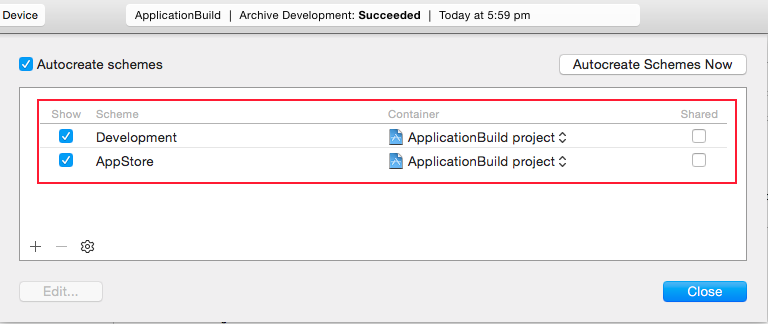 Device
ApplicationBuild | Archive Development: Succeeded | Today at 5:59 pm
Autocreate schemes
Autocreate Schemes Now
Show Scheme Container Shared
Development ApplicationBuild project
AppStore ApplicationBuild project
Edit...
Close